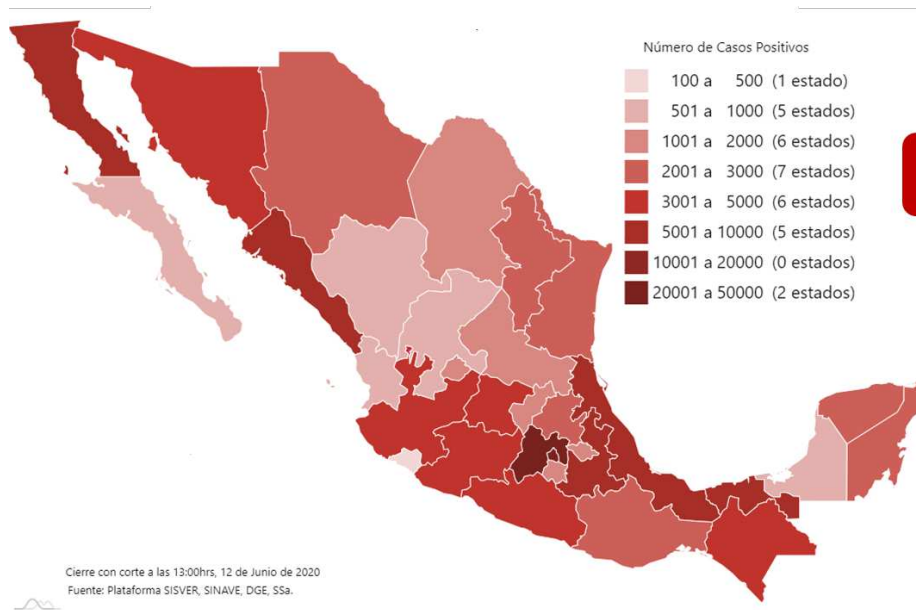 Número de Casos Positivos
100 a 500 (1 estado)
501 a 1000 (5 estados)
1001 a 2000 (6 estados)
2001 a 3000 (7 estados)
3001 a 5000 (6 estados)
5001 a 10000 (5 estados)
10001 a 20000 (0 estados)
20001 a 50000 (2 estados)
Cierre con corte a las 13:00hrs, 12 de Junio de 2020
Fuente: Plataforma SISVER, SINAVE, DGE, SSa.